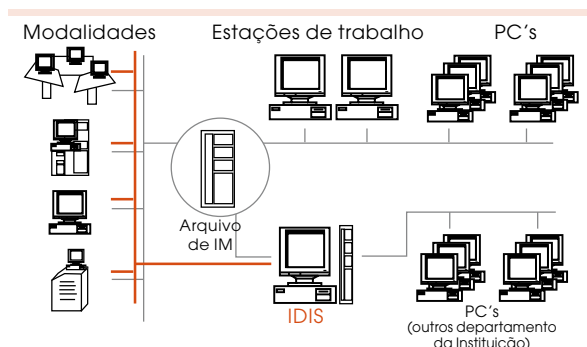 Modalidades
Estações de trabalho
PC's
Arquivo
de IM
IDIS
PC's
(outros departamento
da Instituição)